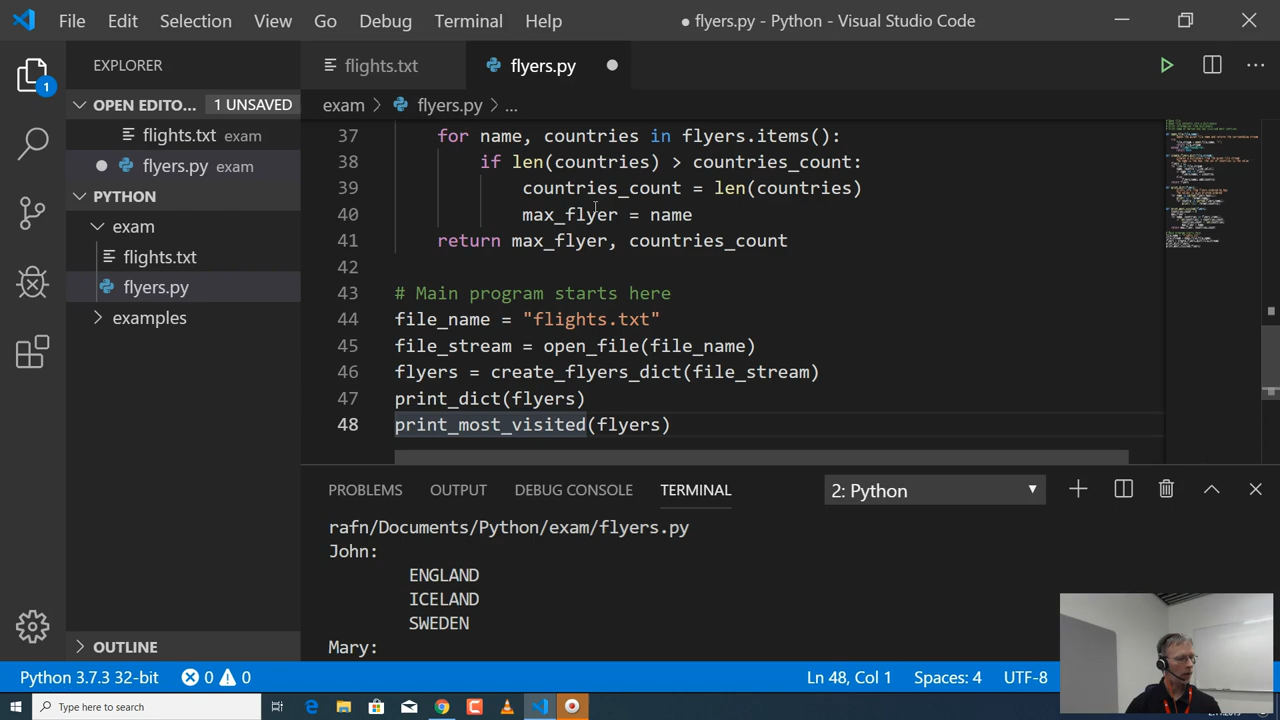 File Edit Selection View Go Debug Terminal Help ● flyers.py - Python - Visual Studio Code
EXPLORER
flights.txt
flyers.py
OPEN EDITO... 1 UNSAVED
exam > flyers.py > ...
flights.txt exam
flyers.py exam
PYTHON
exam
flights.txt
flyers.py
examples
OUTLINE
1
37 for name, countries in flyers.items():
38 if len(countries) > countries_count:
39 countries_count = len(countries)
40 max_flyer = name
41 return max_flyer, countries_count
42
43 # Main program starts here
44 file_name = "flights.txt"
45 file_stream = open_file(file_name)
46 flyers = create_flyers_dict(file_stream)
47 print_dict(flyers)
48 print_most_visited(flyers)
PROBLEMS OUTPUT DEBUG CONSOLE TERMINAL 2: Python
rafn/Documents/Python/exam/flyers.py
John:
ENGLAND
ICELAND
SWEDEN
Mary:
Python 3.7.3 32-bit 0 0 Ln 48, Col 1 Spaces: 4 UTF-8
Type here to search